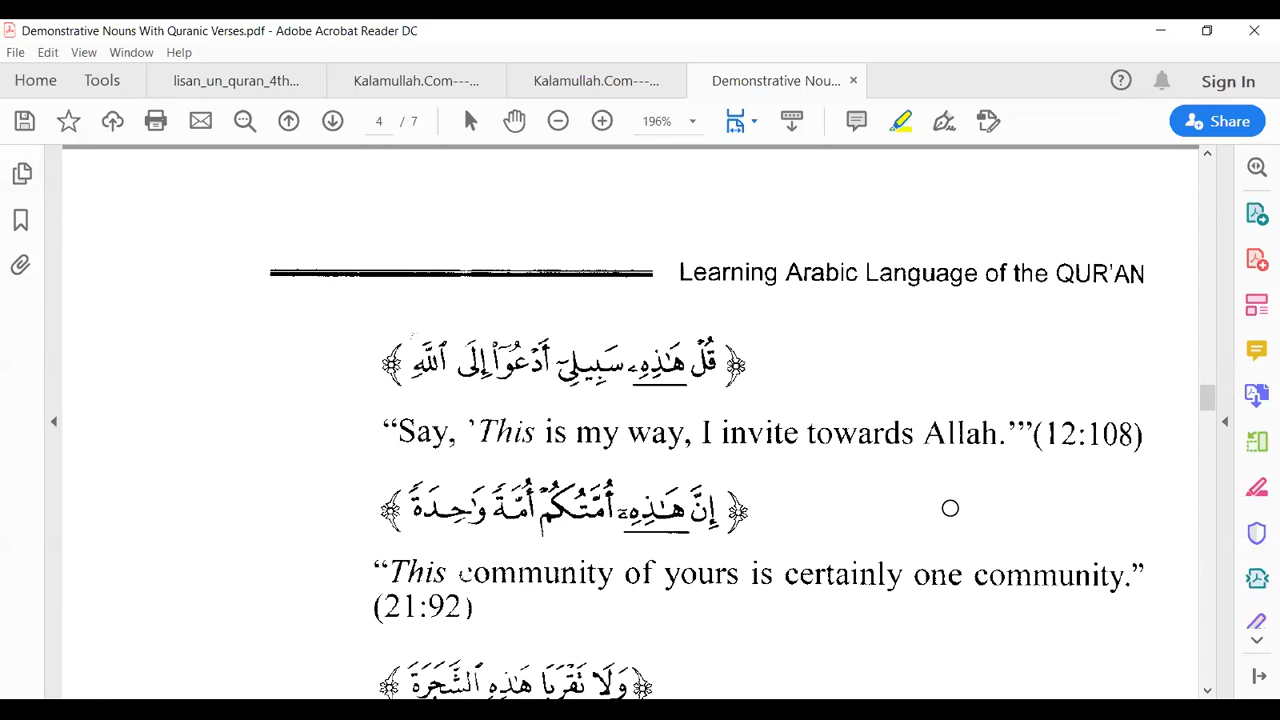 Demonstrative Nouns With Quranic Verses.pdf - Adobe Acrobat Reader DC
File Edit View Window Help
Home Tools lisan_un_quran_4th... Kalamullah.Com---... Kalamullah.Com---... Demonstrative Nou... × Sign In
4 / 7 196% Share
Learning Arabic Language of the QUR'AN
﴿ قُلْ هَـٰذِهِۦ سَبِيلِىٓ أَدْعُوٓا۟ إِلَى ٱللَّهِ ﴾
“Say, ’This is my way, I invite towards Allah.’”(12:108)
﴿ إِنَّ هَـٰذِهِۦٓ أُمَّتُكُمْ أُمَّةً وَٰحِدَةً ﴾
“This community of yours is certainly one community.”
(21:92)
﴿ وَلَا تَقْرَبَا هَـٰذِهِ ٱلشَّجَرَةَ ﴾